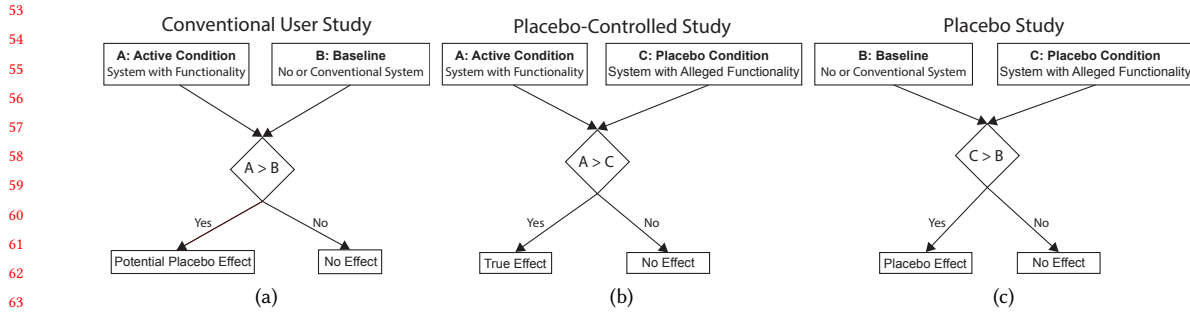 53
54
55
56
57
58
59
60
61
62
63
Conventional User Study
A: Active Condition
System with Functionality
B: Baseline
No or Conventional System
A > B
Yes
No
Potential Placebo Effect
No Effect
(a)
Placebo-Controlled Study
A: Active Condition
System with Functionality
C: Placebo Condition
System with Alleged Functionality
A > C
Yes
No
True Effect
No Effect
(b)
Placebo Study
B: Baseline
No or Conventional System
C: Placebo Condition
System with Alleged Functionality
C > B
Yes
No
Placebo Effect
No Effect
(c)